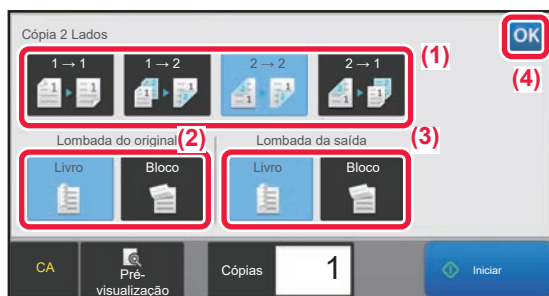 Cópia 2 Lados
OK
1 → 1
1 → 2
2 → 2
2 → 1
(1)
(4)
Lombada do original
(2)
Lombada da saída
(3)
Livro
Bloco
Livro
Bloco
CA
Pré-
visualização
Cópias
1
Iniciar